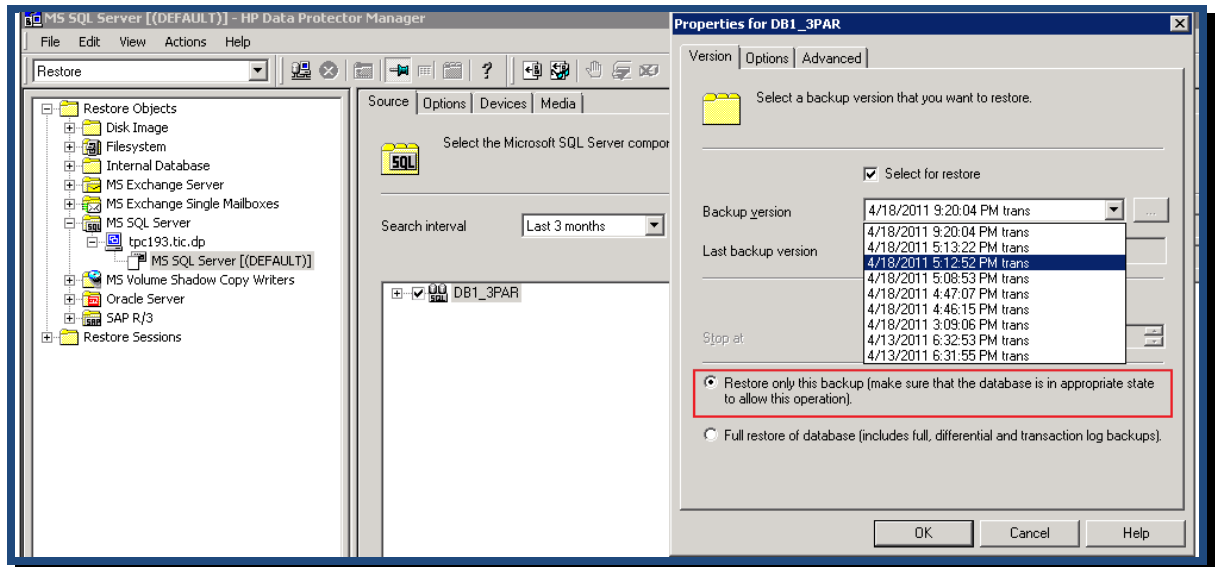 MS SQL Server [(DEFAULT)] - HP Data Protector Manager
File Edit View Actions Help
Restore
Restore Objects
Disk Image
Filesystem
Internal Database
MS Exchange Server
MS Exchange Single Mailboxes
MS SQL Server
tpc193.tic.dp
MS SQL Server [(DEFAULT)]
MS Volume Shadow Copy Writers
Oracle Server
SAP R/3
Restore Sessions
Source Options Devices Media
SQL
Select the Microsoft SQL Server compor
Search interval Last 3 months
DB1_3PAR
Properties for DB1_3PAR
Version Options Advanced
Select a backup version that you want to restore.
Select for restore
Backup version 4/18/2011 9:20:04 PM trans ...
Last backup version
4/18/2011 9:20:04 PM trans
4/18/2011 5:13:22 PM trans
4/18/2011 5:12:52 PM trans
4/18/2011 5:08:53 PM trans
4/18/2011 4:47:07 PM trans
4/18/2011 4:46:15 PM trans
4/18/2011 3:09:06 PM trans
4/13/2011 6:32:53 PM trans
4/13/2011 6:31:55 PM trans
Stop at
Restore only this backup (make sure that the database is in appropriate state
to allow this operation).
Full restore of database (includes full, differential and transaction log backups).
OK Cancel Help